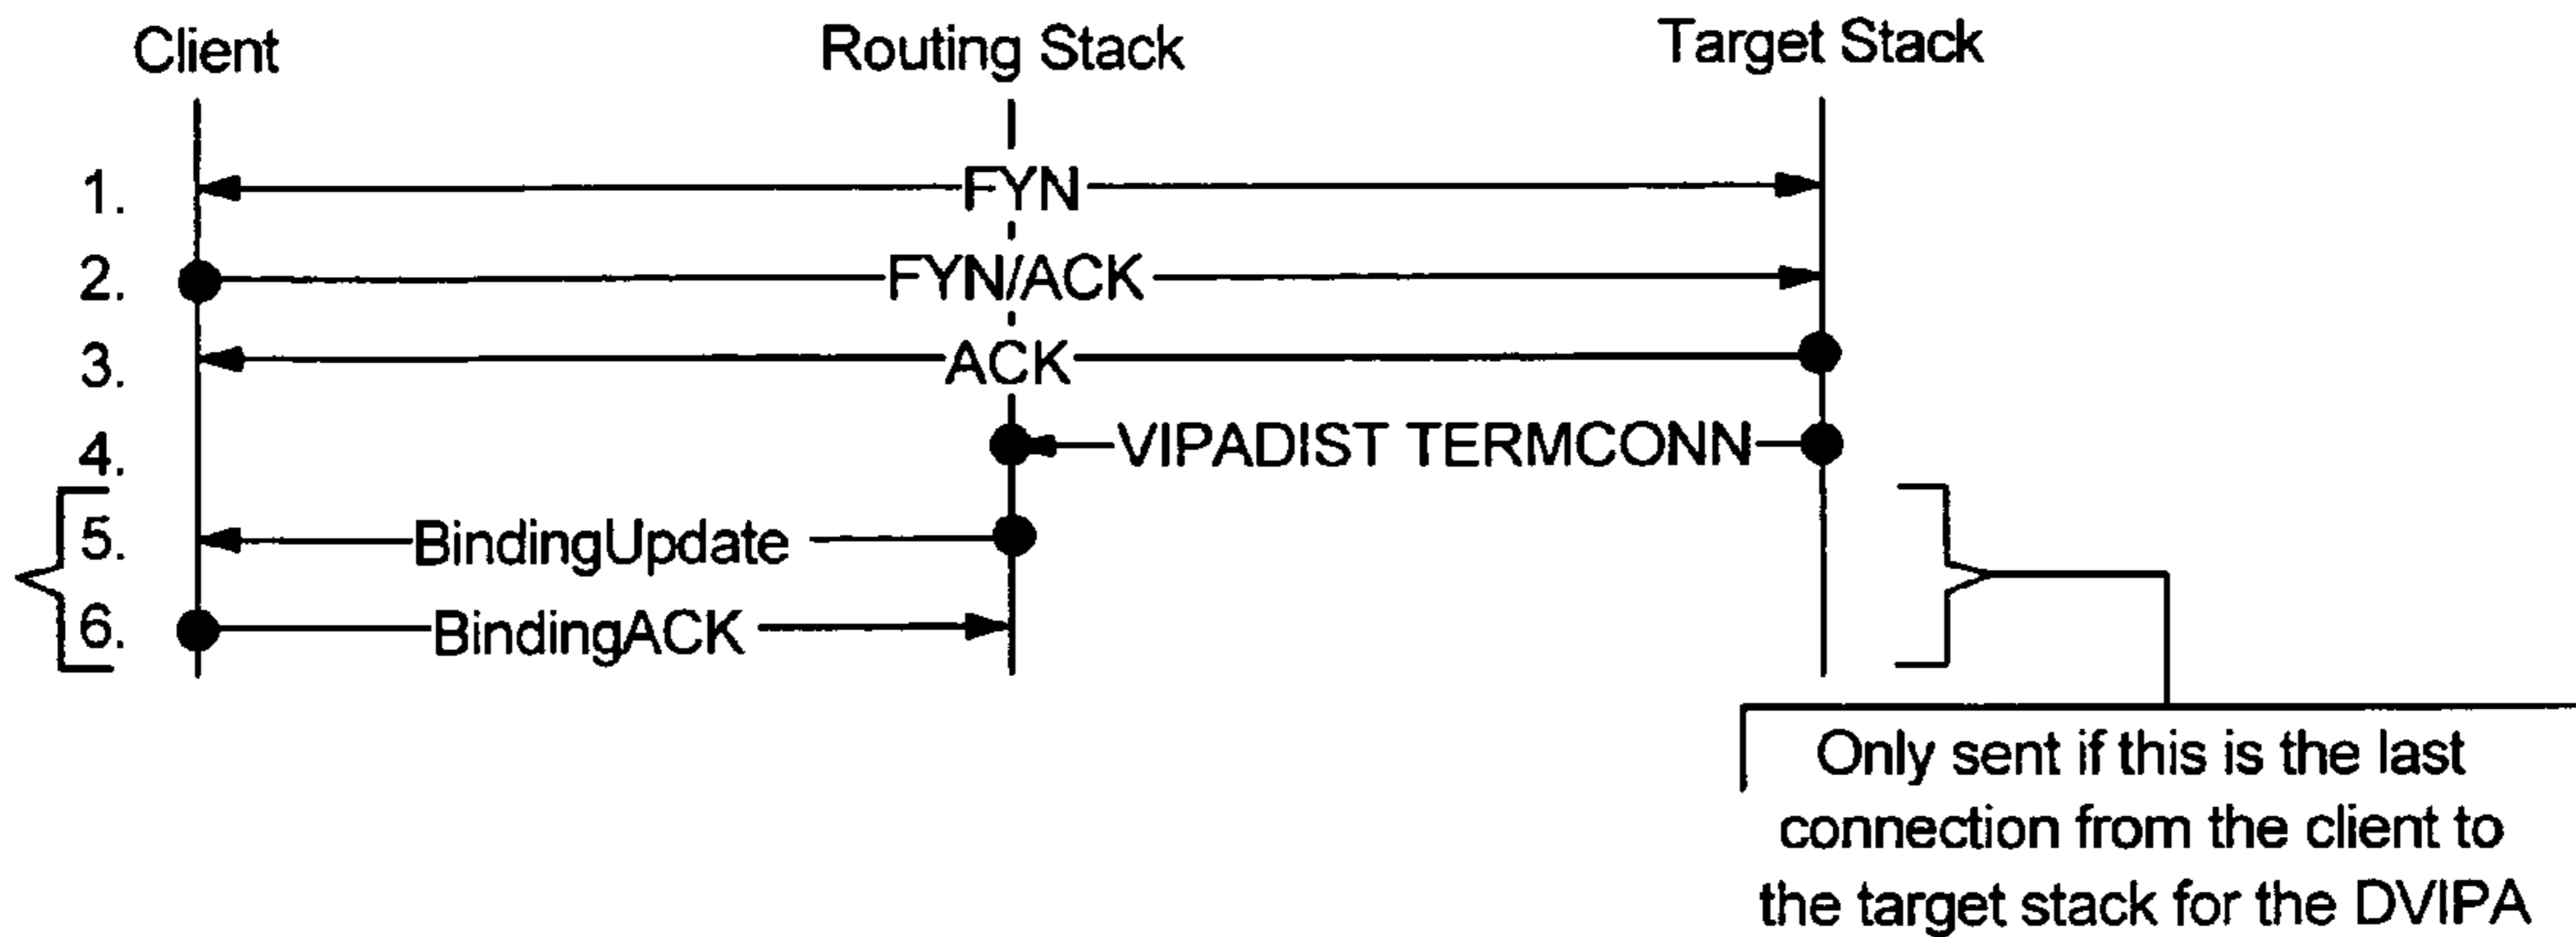 Client Routing Stack Target Stack
1. FYN
2. FYN/ACK
3. ACK
4. VIPADIST TERMCONN
5. BindingUpdate
6. BindingACK
Only sent if this is the last
connection from the client to
the target stack for the DVIPA